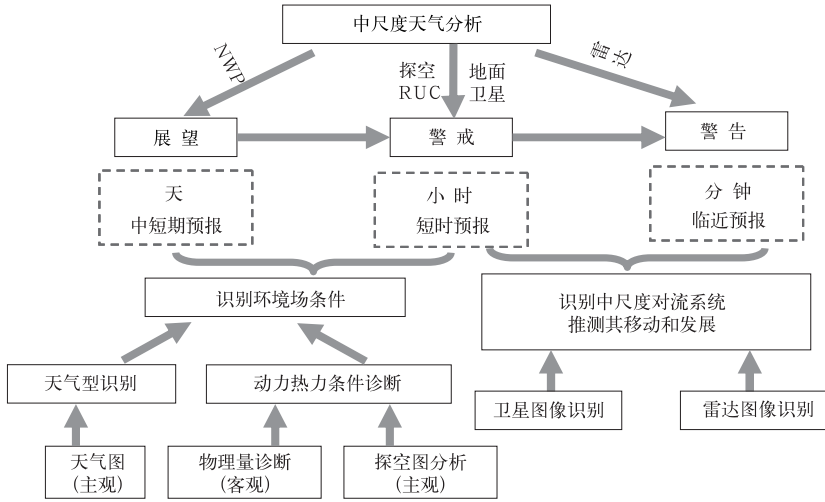 中尺度天气分析
NWP
探空
RUC
地面
卫星
雷达
展望
警戒
警告
天
中短期预报
小时
短时预报
分钟
临近预报
识别环境场条件
识别中尺度对流系统
推测其移动和发展
天气型识别
动力热力条件诊断
卫星图像识别
雷达图像识别
天气图
(主观)
物理量诊断
(客观)
探空图分析
(主观)